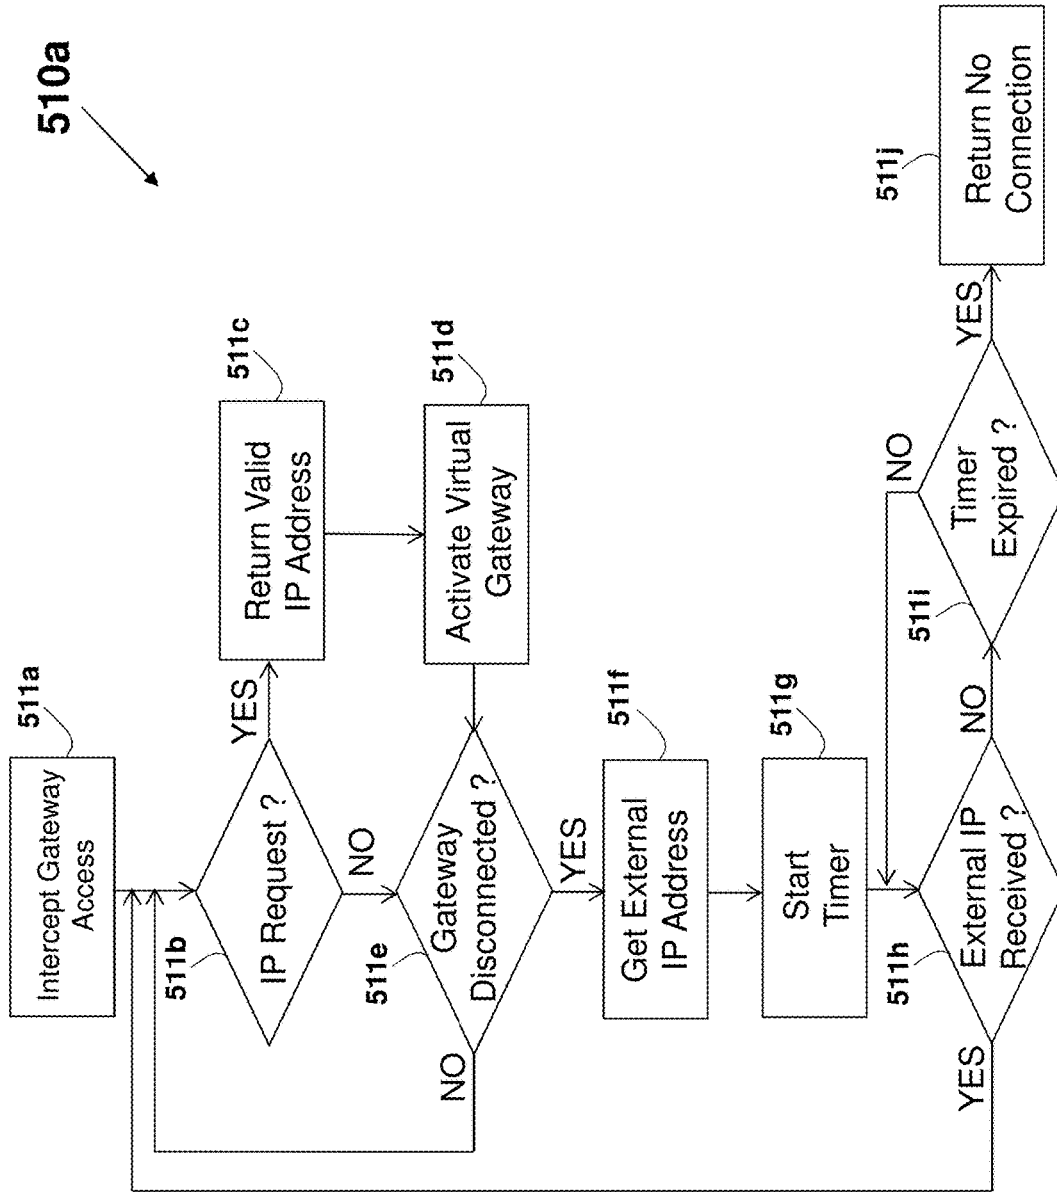 510a
511a
Intercept Gateway
Access
511b
IP Request ?
YES
NO
511c
Return Valid
IP Address
511d
Activate Virtual
Gateway
511e
Gateway
Disconnected ?
NO
YES
511f
Get External
IP Address
511g
Start
Timer
511h
External IP
Received ?
YES
NO
511i
Timer
Expired ?
NO
YES
511j
Return No
Connection